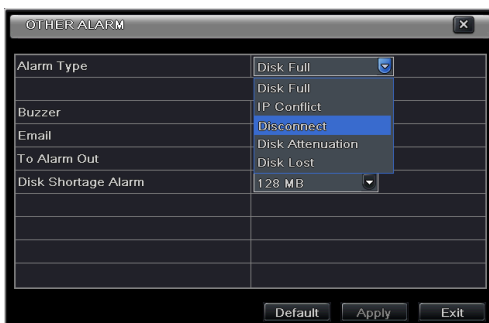 OTHER ALARM
Alarm Type
Disk Full
Disk Full
IP Conflict
Buzzer
Disconnect
Email
Disk Attenuation
To Alarm Out
Disk Lost
Disk Shortage Alarm
128 MB
Default
Apply
Exit